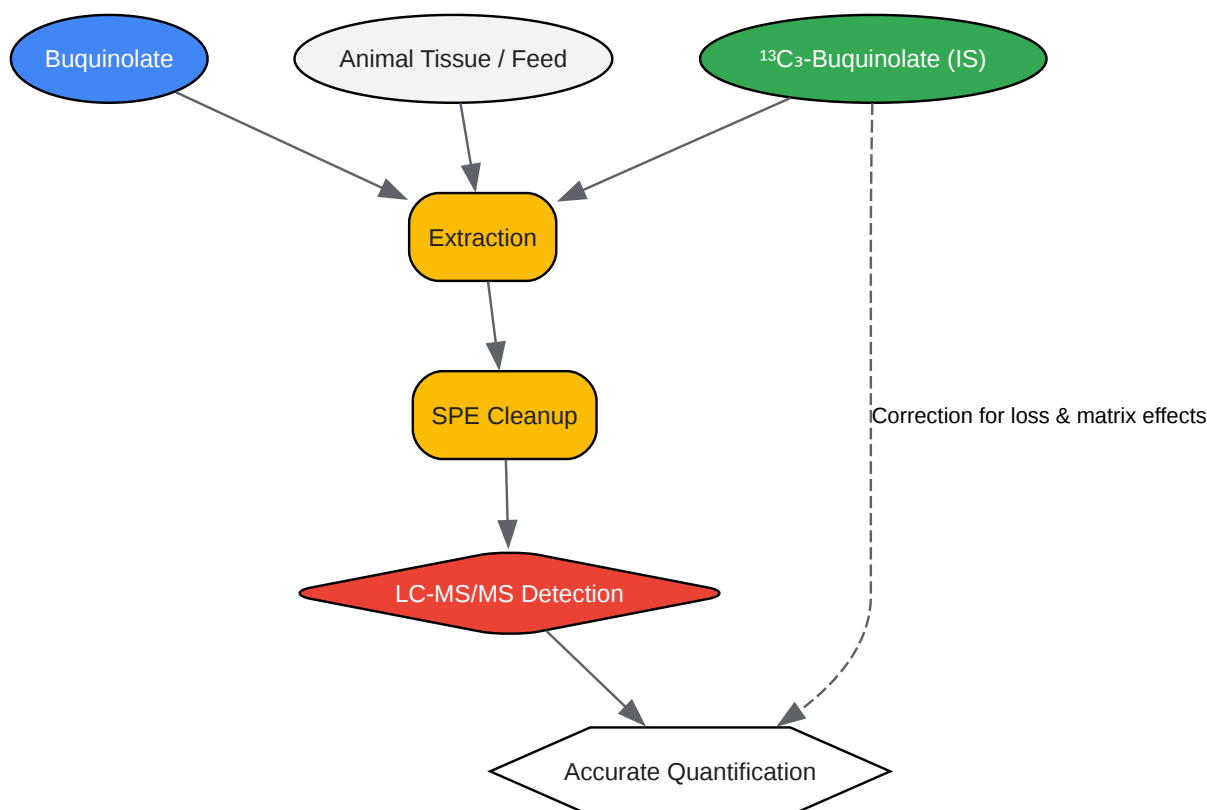 Buquinolate
Animal Tissue / Feed
¹³C₃-Buquinolate (IS)
Extraction
SPE Cleanup
Correction for loss & matrix effects
LC-MS/MS Detection
Accurate Quantification